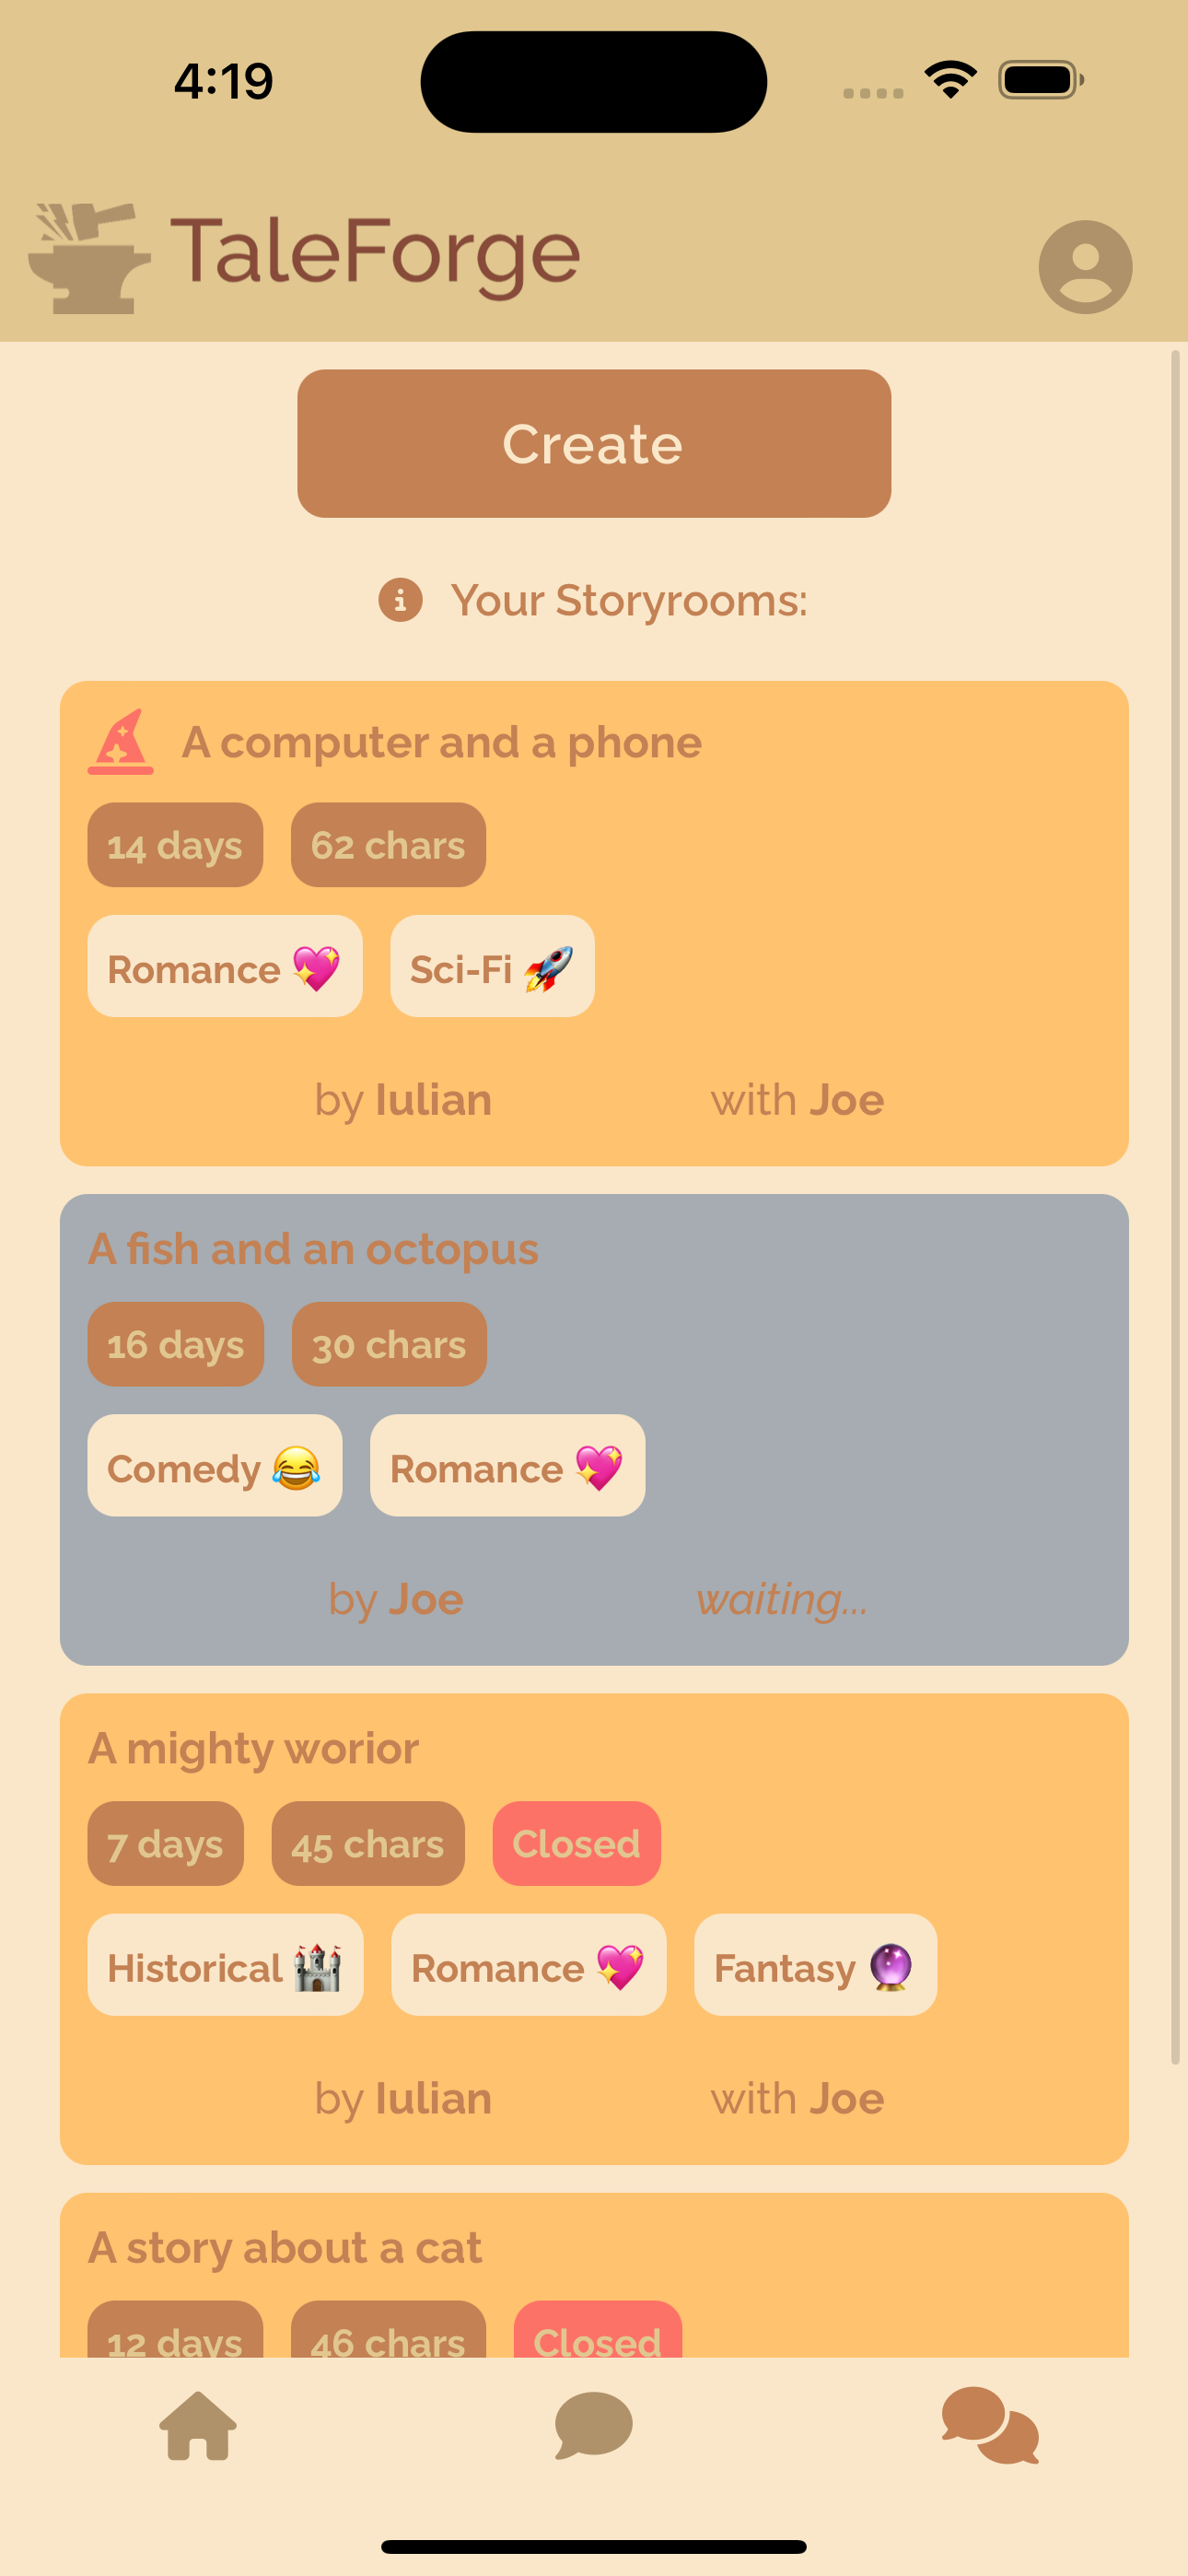 4:19
TaleForge
Create
Your Storyrooms:
A computer and a phone
14 days 62 chars
Romance 💖 Sci-Fi 🚀
by Iulian with Joe
A fish and an octopus
16 days 30 chars
Comedy 😂 Romance 💖
by Joe waiting...
A mighty worior
7 days 45 chars Closed
Historical 🏰 Romance 💖 Fantasy 🔮
by Iulian with Joe
A story about a cat
12 days 46 chars Closed